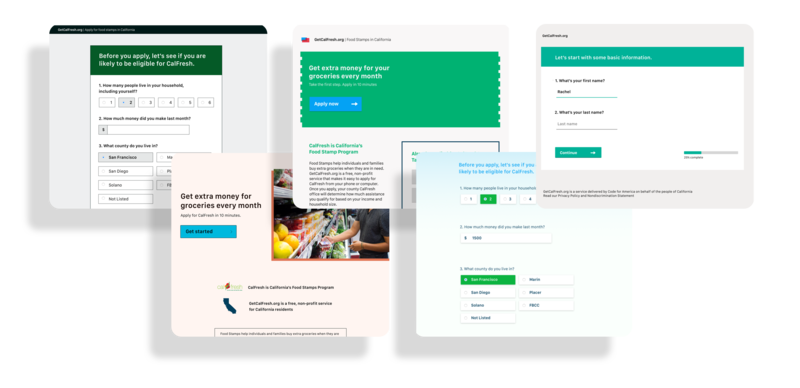 GetCalFresh.org | Apply for food stamps in California
Before you apply, let's see if you are
likely to be eligible for CalFresh.
1. How many people live in your household,
including yourself?
1 2 3 4 5 6
2. How much money did you make last month?
$
3. What county do you live in?
San Francisco
San Diego
Solano
Not Listed
GetCalFresh.org | Food Stamps in California
Get extra money for your
groceries every month
Take the first step. Apply in 10 minutes.
Apply now
CalFresh is California's
Food Stamp Program
Food Stamps help individuals and families
buy extra groceries when they are in need.
GetCalFresh.org is a free, non-profit
service that makes it easy to apply for
CalFresh from your phone or computer.
Once you apply, your county CalFresh
office will determine how much assistance
you qualify for based on your income and
household size.
GetCalFresh.org
Let's start with some basic information.
1. What's your first name?
Rachel
2. What's your last name?
Last name
Continue
GetCalFresh.org is a service delivered by Code for America on behalf of the people of California
Read our Privacy Policy and Nondiscrimination Statement
Get extra money for
groceries every month
Apply for CalFresh in 10 minutes.
Get started
CalFresh is California's Food Stamps Program
GetCalFresh.org is a free, non-profit service
for California residents
Food Stamps help individuals and families buy extra groceries when they are
Before you apply, let's see if you
likely to be eligible for CalFresh.
1. How many people live in your household
1 2 3 4
2. How much money did you make last month?
$ 1500
3. What county do you live in?
San Francisco Marin
San Diego Placer
Solano FBCC
Not Listed